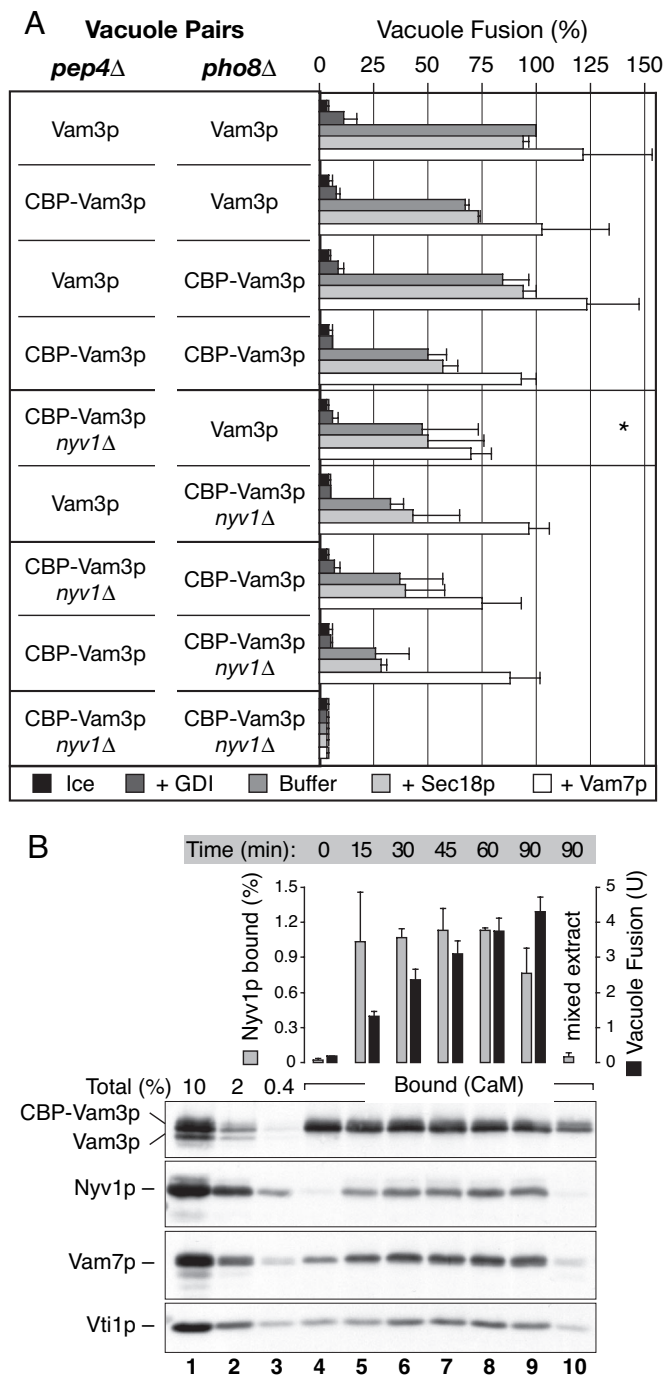 A
Vacuole Pairs
Vacuole Fusion (%)
pep4Δ pho8Δ
0 25 50 75 100 125 150
Vam3p Vam3p
CBP-Vam3p Vam3p
Vam3p CBP-Vam3p
CBP-Vam3p CBP-Vam3p
CBP-Vam3p nyv1Δ Vam3p *
Vam3p CBP-Vam3p nyv1Δ
CBP-Vam3p nyv1Δ CBP-Vam3p
CBP-Vam3p CBP-Vam3p nyv1Δ
CBP-Vam3p nyv1Δ CBP-Vam3p nyv1Δ
Ice + GDI Buffer + Sec18p + Vam7p
B
Time (min): 0 15 30 45 60 90 90
Nyv1p bound (%)
1.5
1.2
0.9
0.6
0.3
0
mixed extract
5
4
3
2
1
0
Vacuole Fusion (U)
Total (%) 10 2 0.4 Bound (CaM)
CBP-Vam3p
Vam3p
Nyv1p
Vam7p
Vti1p
1 2 3 4 5 6 7 8 9 10